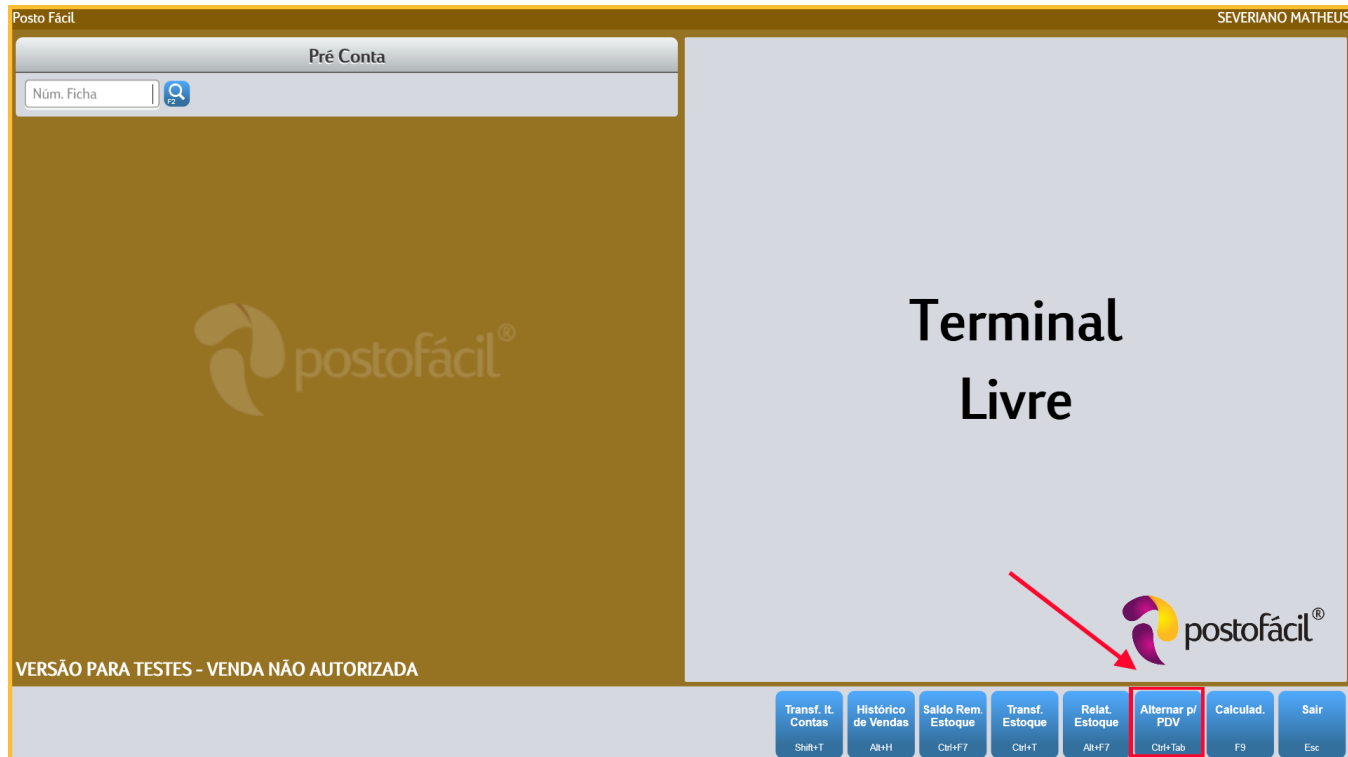 Posto Fácil
SEVERIANO MATHEUS
Pré Conta
Núm. Ficha
F2
postofácil®
Terminal
Livre
postofácil®
VERSÃO PARA TESTES - VENDA NÃO AUTORIZADA
Transf. It.
Contas
Shift+T
Histórico
de Vendas
Alt+H
Saldo Rem.
Estoque
Ctrl+F7
Transf.
Estoque
Ctrl+T
Relat.
Estoque
Alt+F7
Alternar p/
PDV
Ctrl+Tab
Calculad.
F9
Sair
Esc